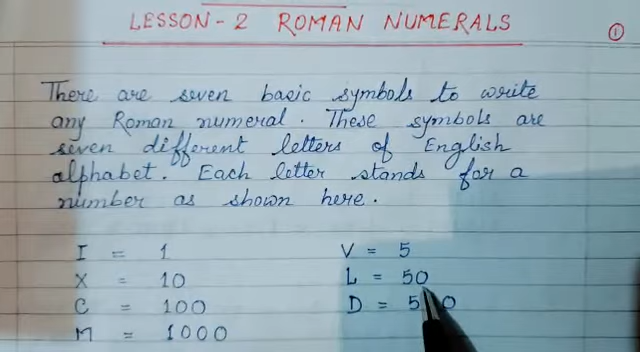 LESSON - 2 ROMAN NUMERALS
1
There are seven basic symbols to write
any Roman numeral. These symbols are
seven different letters of English
alphabet. Each letter stands for a
number as shown here.
I = 1 V = 5
X = 10 L = 50
C = 100 D =
M = 1000